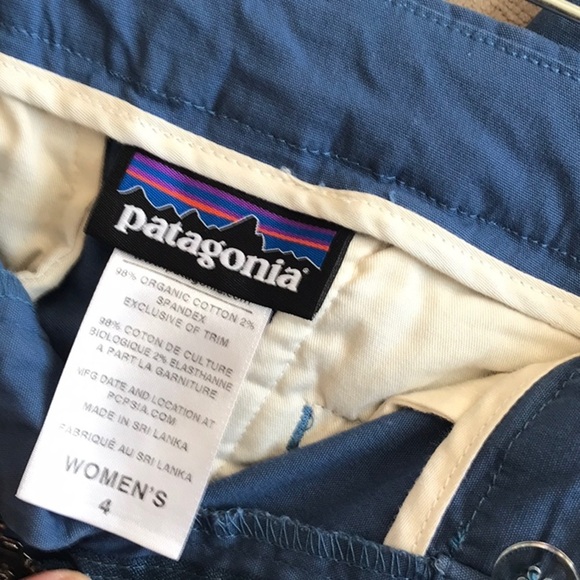 patagonia®
98% ORGANIC COTTON 2%
SPANDEX
EXCLUSIVE OF TRIM
98% COTON DE CULTURE
BIOLOGIQUE 2% ELASTHANNE
A PART LA GARNITURE
VFG DATE AND LOCATION AT
PCPSIA.COM
MADE IN SRI LANKA
FABRIQUÉ AU SRI LANKA
WOMEN'S
4